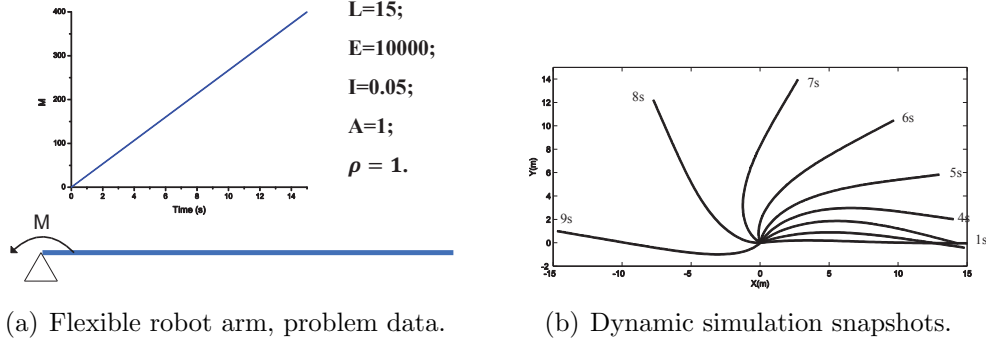 400
300
200
100
0
M
0 2 4 6 8 10 12 14
Time (s)
L=15;
E=10000;
I=0.05;
A=1;
ρ = 1.
M
14
12
10
8
6
4
2
0
-2
Y(m)
-15 -10 -5 0 5 10 15
X(m)
7s
8s
6s
5s
4s
9s
1s
(a) Flexible robot arm, problem data.
(b) Dynamic simulation snapshots.